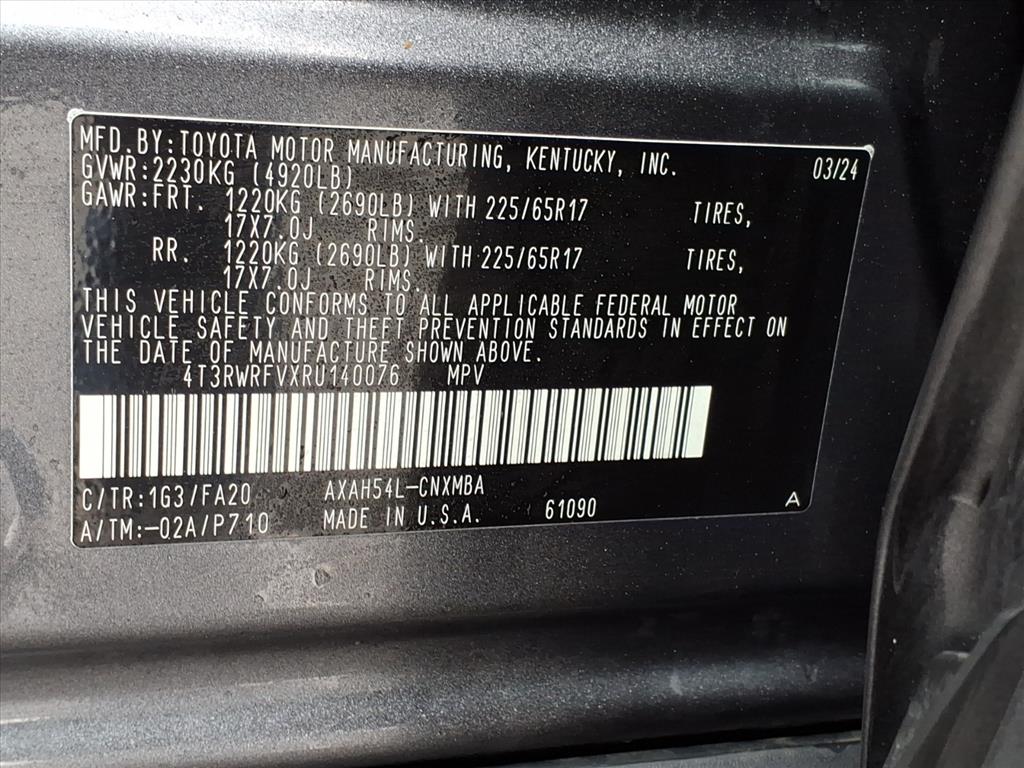 MFD.BY:TOYOTA MOTOR MANUFACTURING, KENTUCKY, INC. 03/24
GVWR:2230KG (4920LB)
GAWR:FRT. 1220KG (2690LB) WITH 225/65R17 TIRES,
17X7.0J RIMS.
RR. 1220KG (2690LB) WITH 225/65R17 TIRES,
17X7.0J RIMS.
THIS VEHICLE CONFORMS TO ALL APPLICABLE FEDERAL MOTOR
VEHICLE SAFETY AND THEFT PREVENTION STANDARDS IN EFFECT ON
THE DATE OF MANUFACTURE SHOWN ABOVE.
4T3RWRFVXRU140076 MPV
C/TR:1G3/FA20 AXAH54L-CNXMBA
A/TM:-02A/P710 MADE IN U.S.A. 61090 A